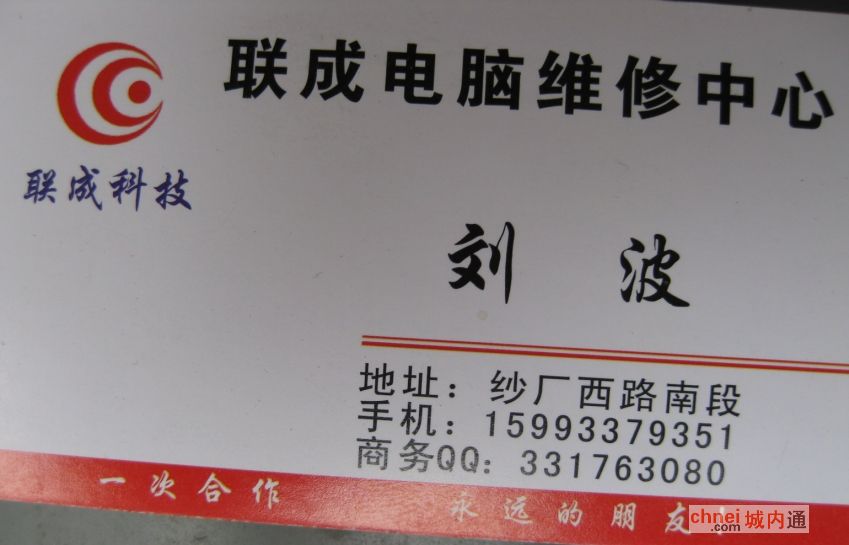 联成电脑维修中心
联成科技
刘波
地址：纱厂西路南段
手机：15993379351
商务QQ：331763080
一次合作 永远的朋友
chnei.com城内通